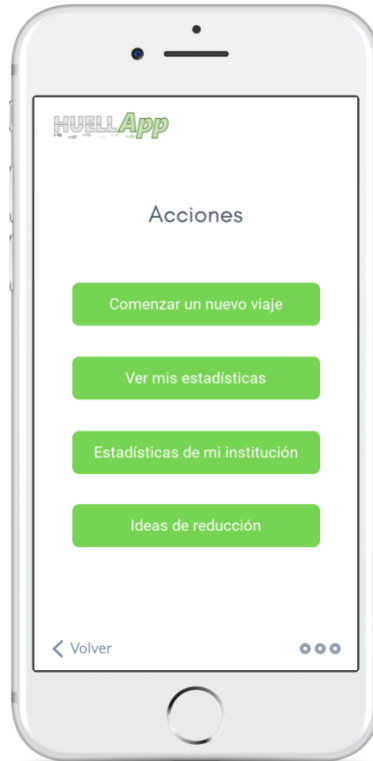 HUELLApp
Acciones
Comenzar un nuevo viaje
Ver mis estadísticas
Estadísticas de mi institución
Ideas de reducción
Volver